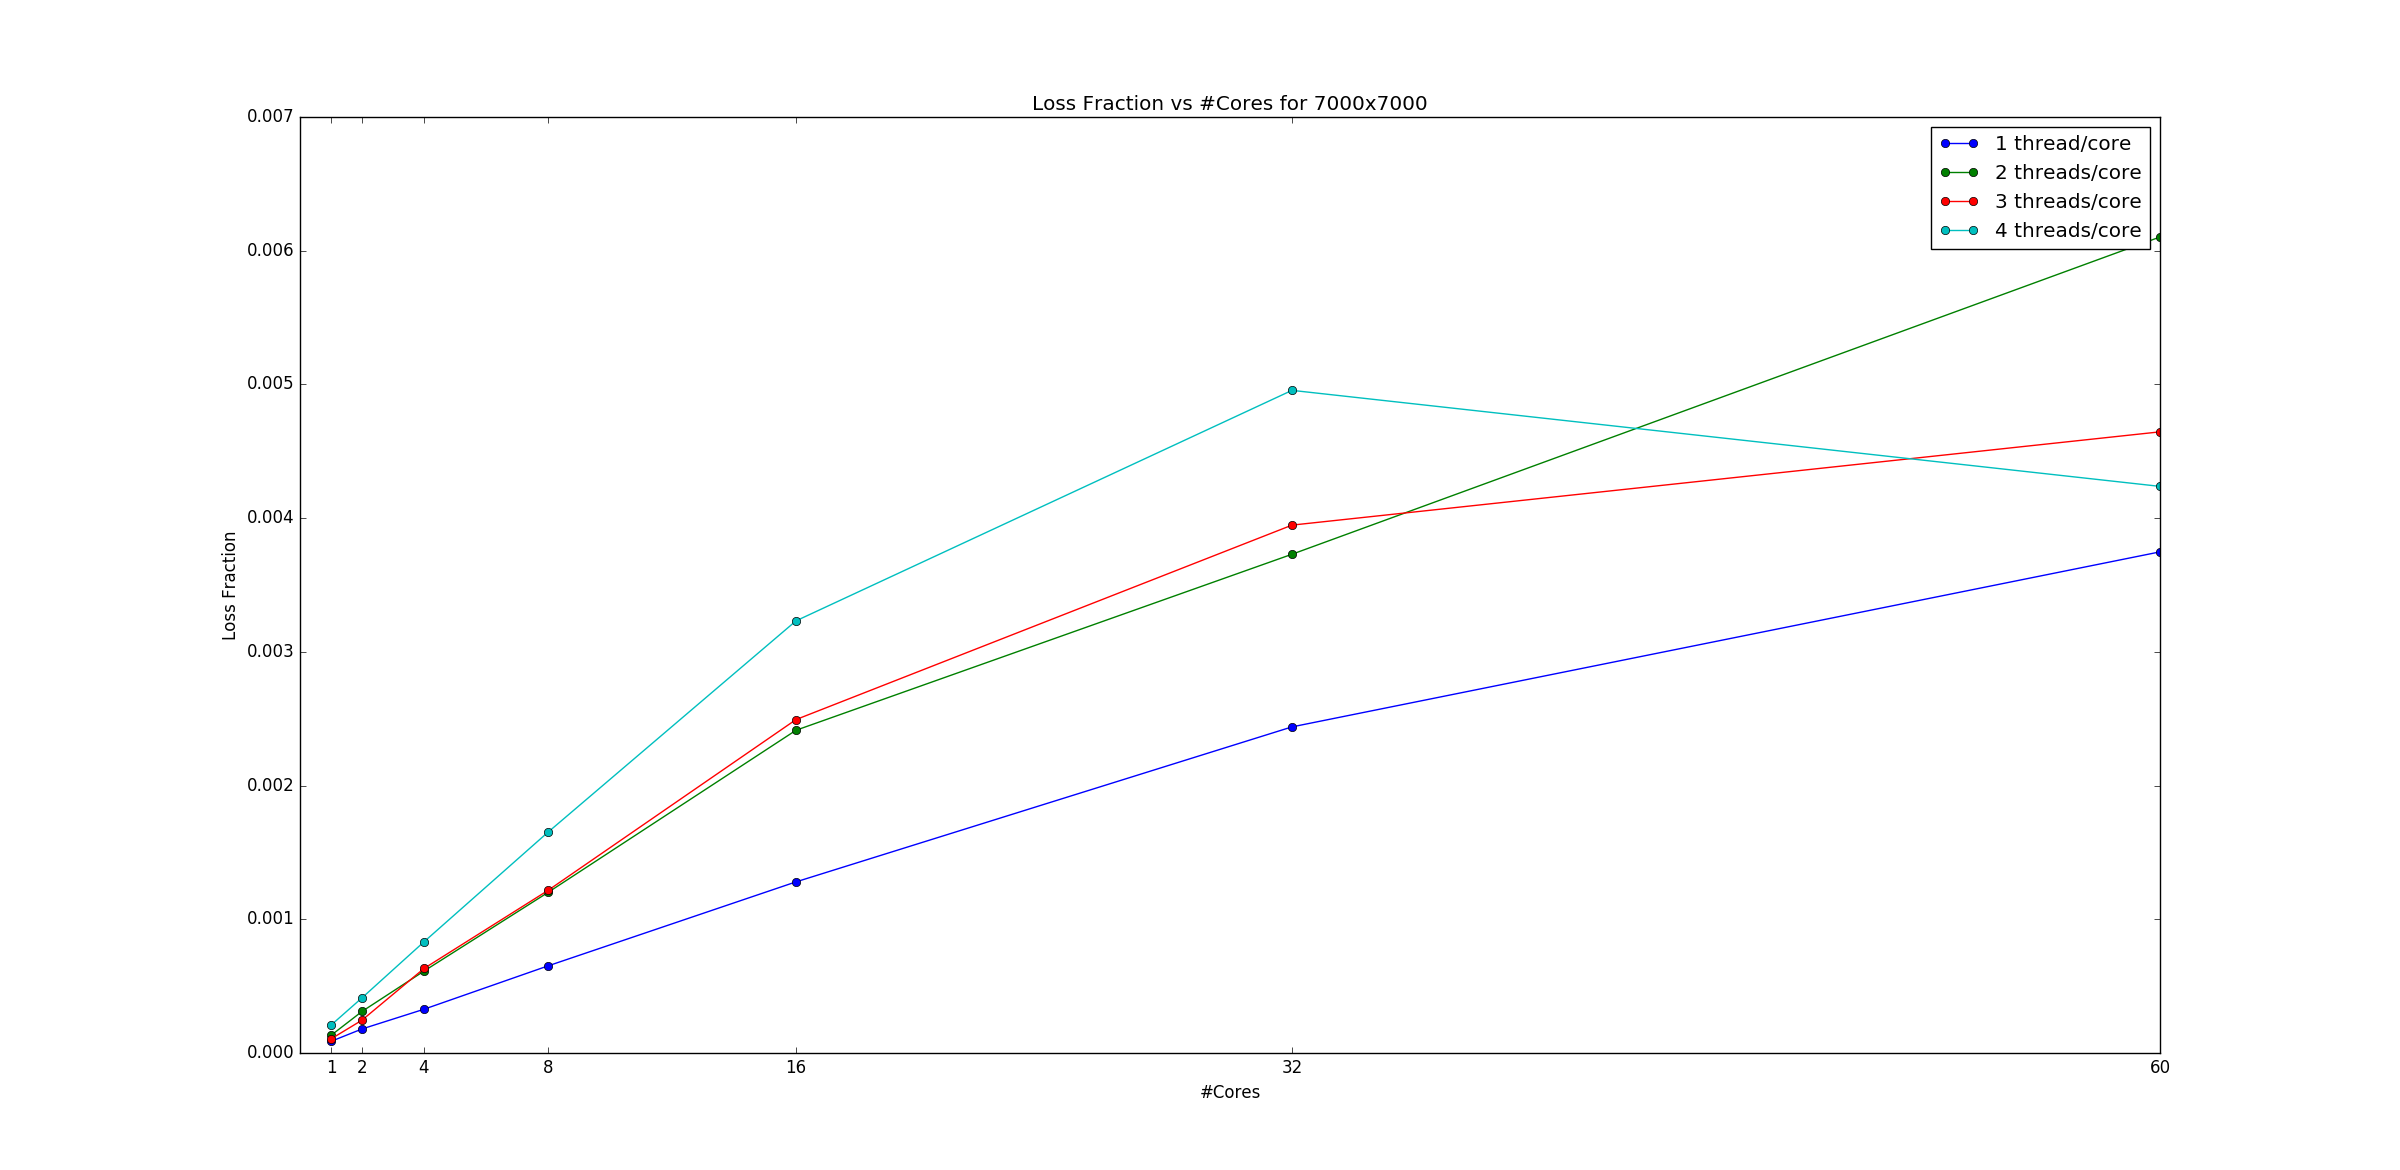 Loss Fraction vs #Cores for 7000x7000
0.007
0.006
0.005
0.004
0.003
0.002
0.001
0.000
Loss Fraction
1 thread/core
2 threads/core
3 threads/core
4 threads/core
1 2 4 8 16 32 60
#Cores